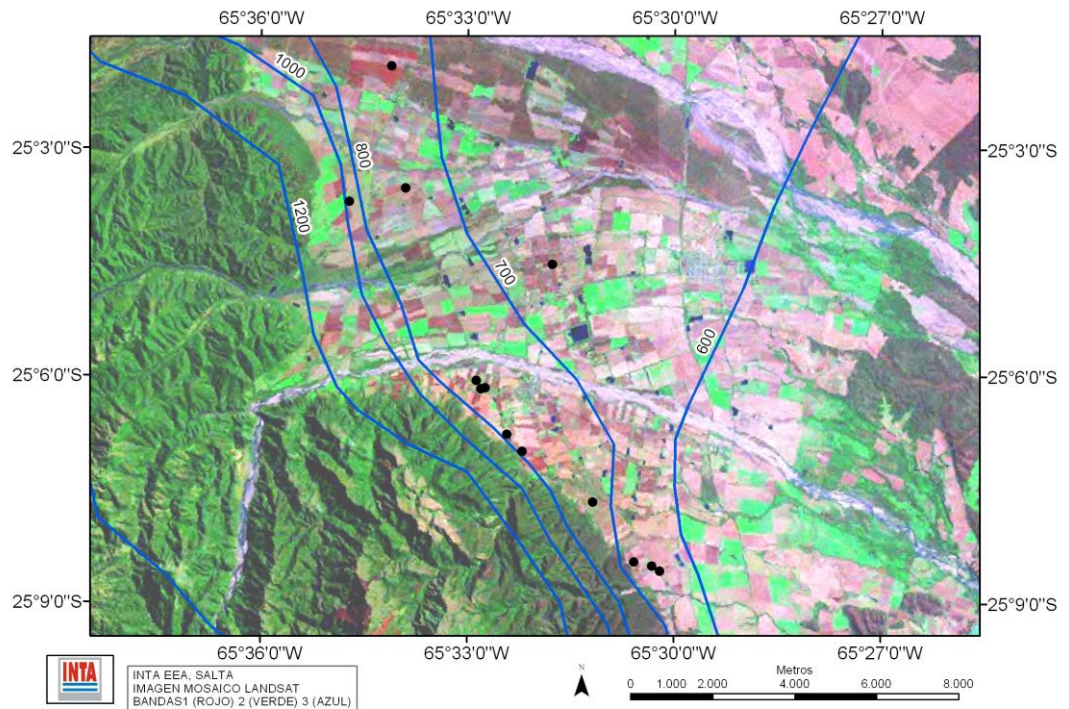 65°36'0"W 65°33'0"W 65°30'0"W 65°27'0"W
1000
25°3'0"S 25°3'0"S
800
1200
700
600
25°6'0"S 25°6'0"S
25°9'0"S 25°9'0"S
65°36'0"W 65°33'0"W 65°30'0"W 65°27'0"W
INTA
INTA EEA, SALTA
IMAGEN MOSAICO LANDSAT
BANDAS1 (ROJO) 2 (VERDE) 3 (AZUL)
N
Metros
0 1.000 2.000 4.000 6.000 8.000